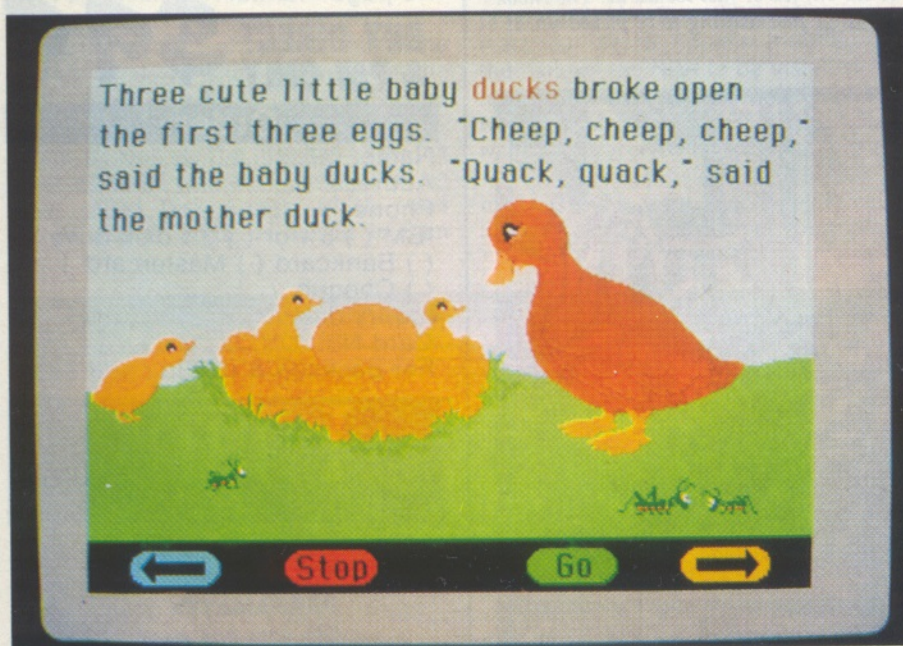 Three cute little baby ducks broke open
the first three eggs. "Cheep, cheep, cheep,"
said the baby ducks. "Quack, quack," said
the mother duck.
Stop
Go